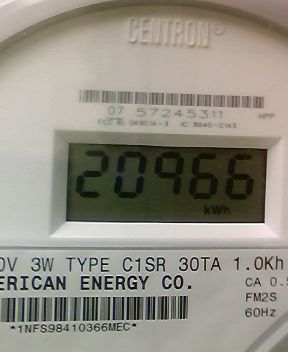 CENTRON®
07 57245311 HPP
20966
kWh
0V 3W TYPE C1SR 30TA 1.0Kh
ERICAN ENERGY CO.
CA 0.5
FM2S
*1NFS98410366MEC*
60Hz